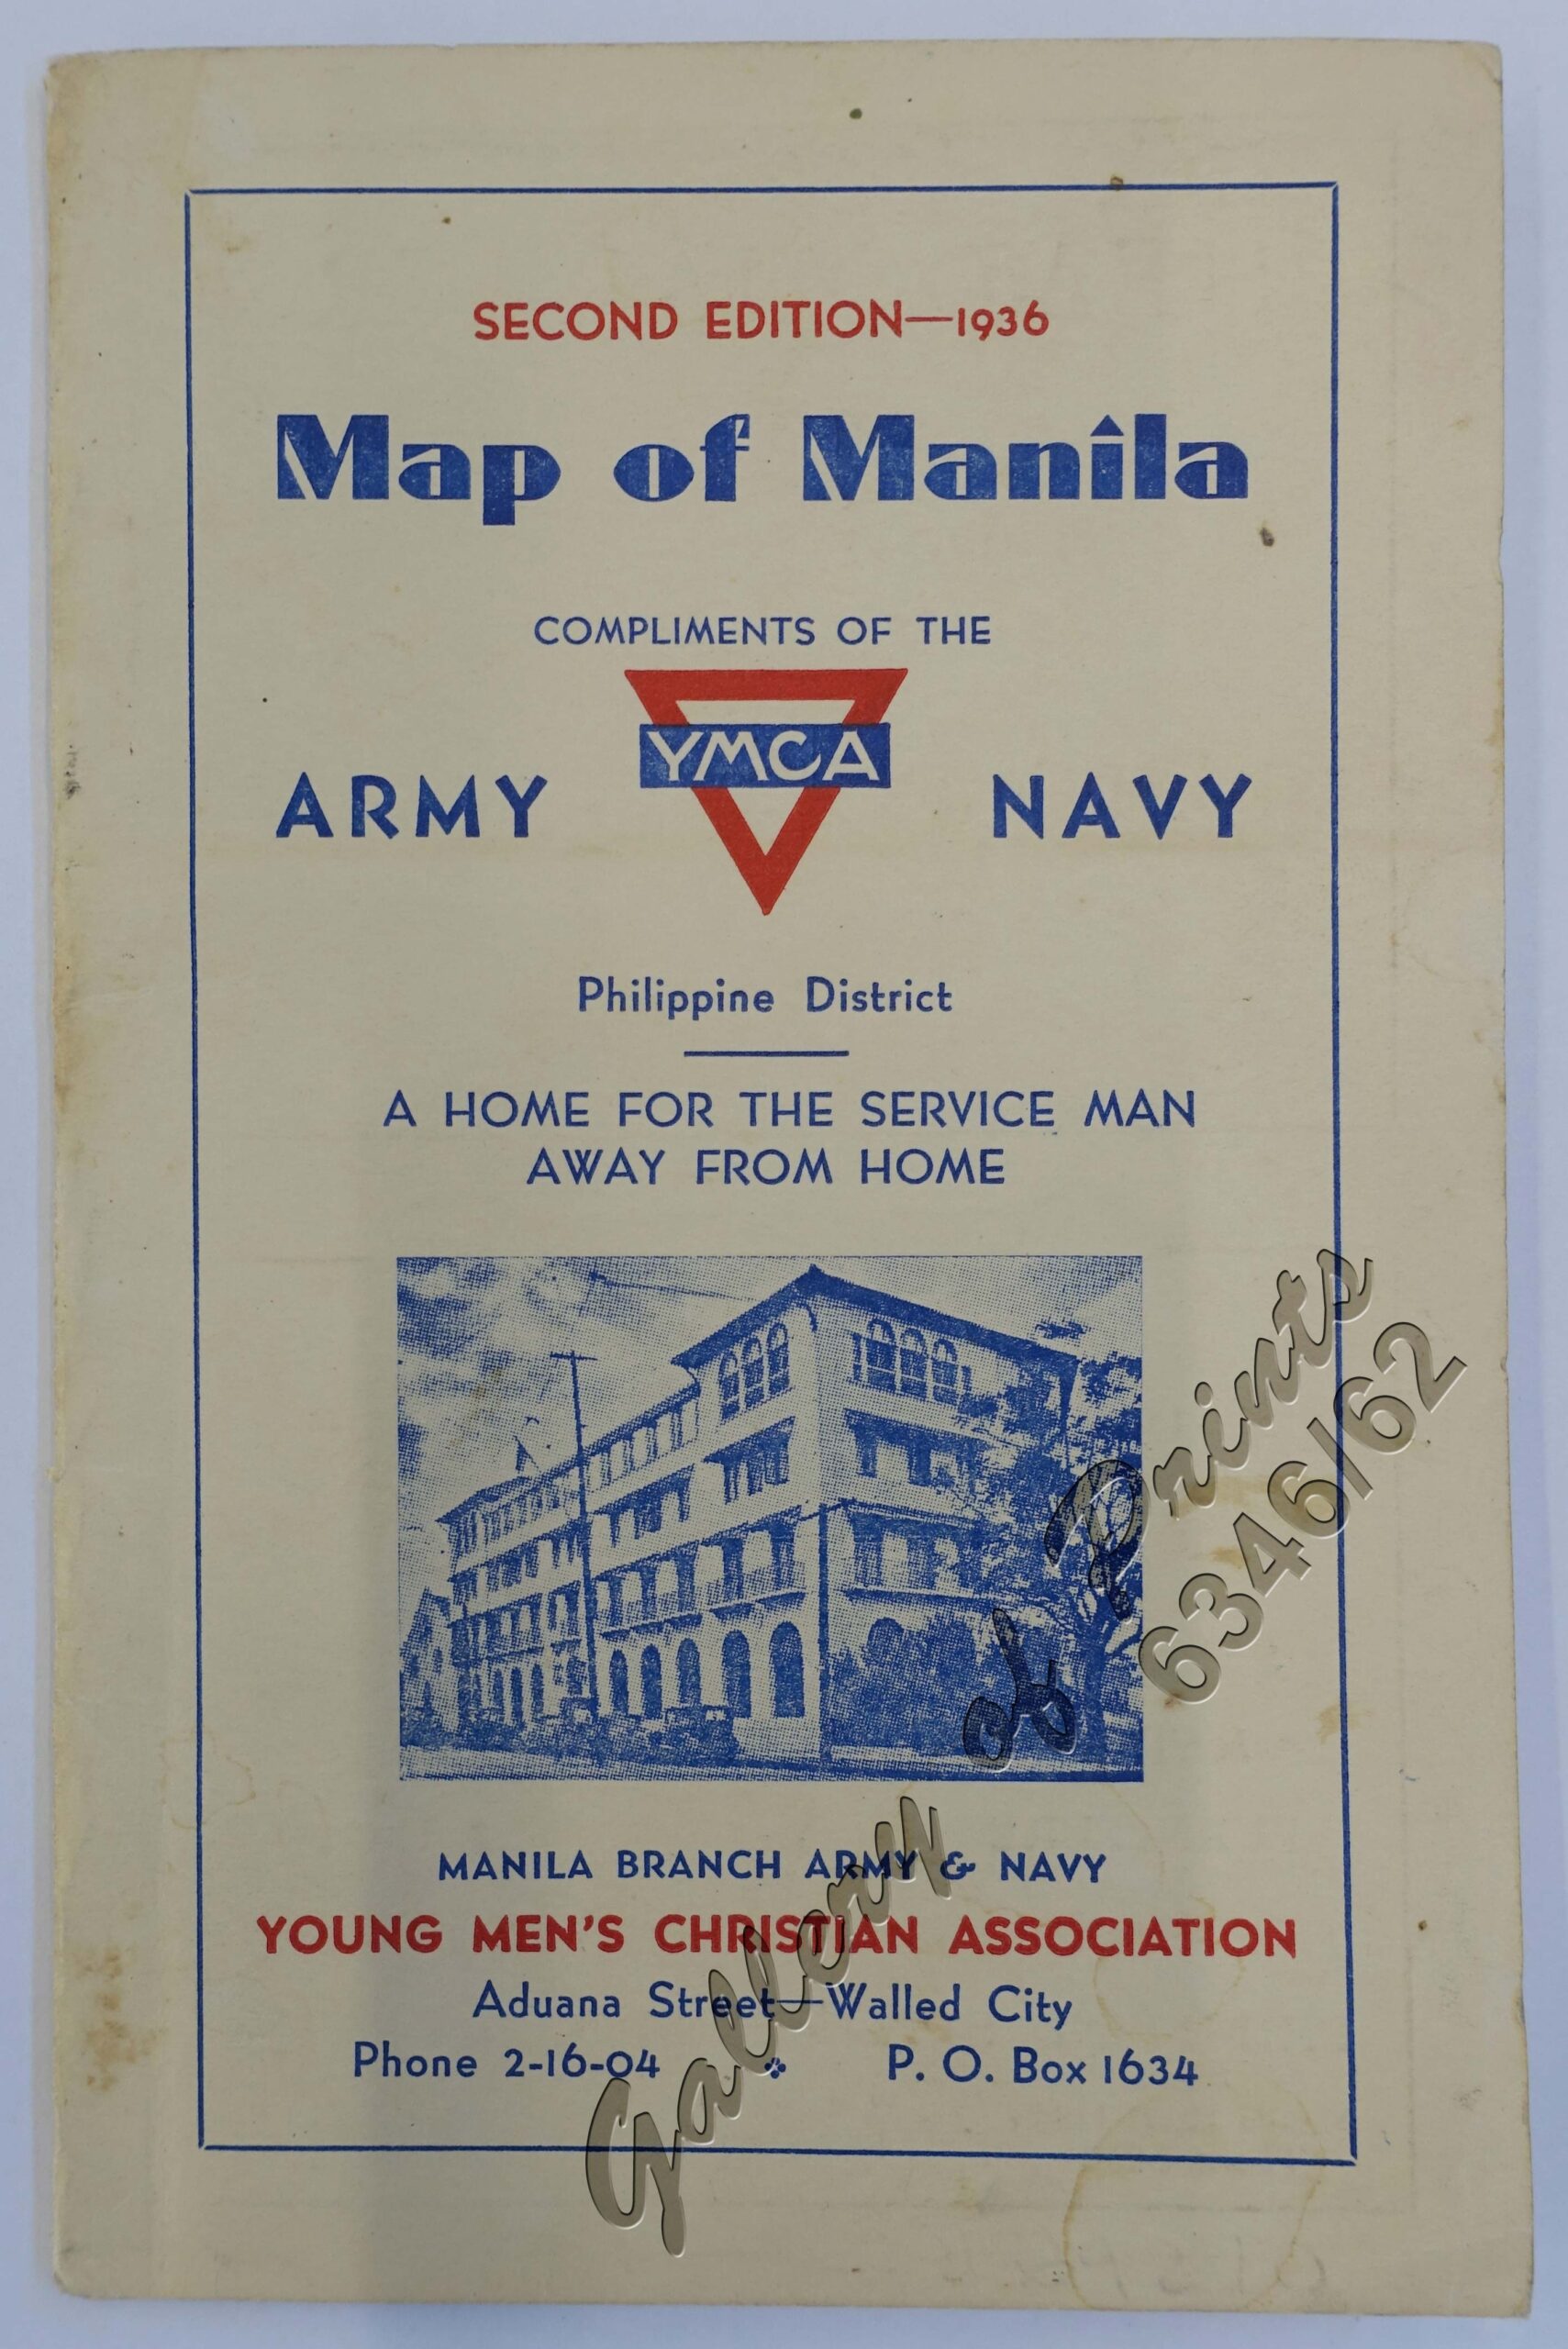 SECOND EDITION—1936
Map of Manila
COMPLIMENTS OF THE
ARMY YMCA NAVY
Philippine District
A HOME FOR THE SERVICE MAN
AWAY FROM HOME
MANILA BRANCH ARMY & NAVY
YOUNG MEN'S CHRISTIAN ASSOCIATION
Aduana Street—Walled City
Phone 2-16-04 P. O. Box 1634
Gallery of Prints
6346/62